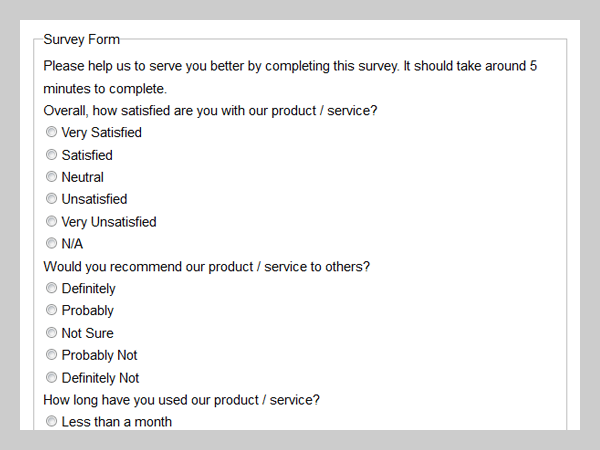 Survey Form
Please help us to serve you better by completing this survey. It should take around 5
minutes to complete.
Overall, how satisfied are you with our product / service?
Very Satisfied
Satisfied
Neutral
Unsatisfied
Very Unsatisfied
N/A
Would you recommend our product / service to others?
Definitely
Probably
Not Sure
Probably Not
Definitely Not
How long have you used our product / service?
Less than a month